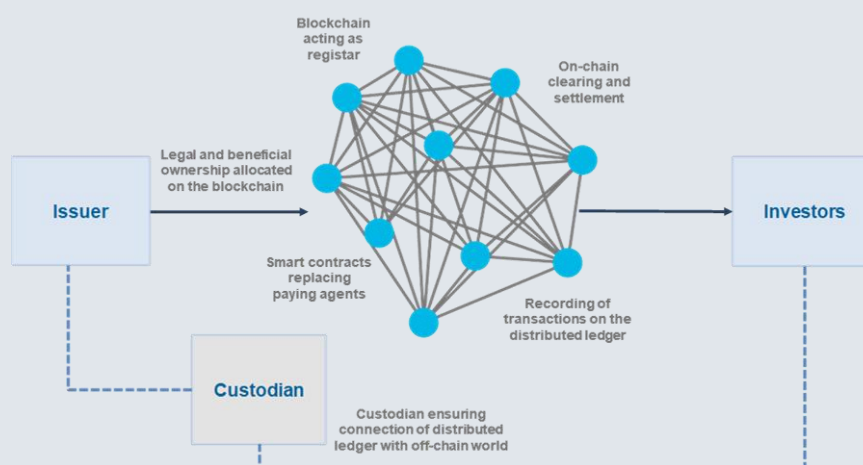 Blockchain
acting as
registar
On-chain
clearing and
settlement
Legal and beneficial
ownership allocated
on the blockchain
Issuer
Investors
Smart contracts
replacing
paying agents
Recording of
transactions on the
distributed ledger
Custodian
Custodian ensuring
connection of distributed
ledger with off-chain world